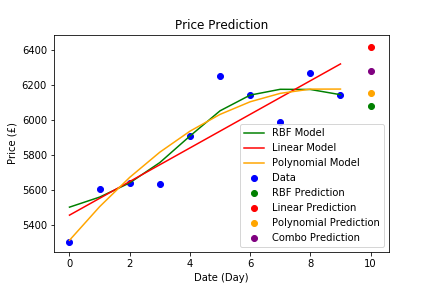 Price Prediction
6400
6200
6000
5800
5600
5400
Price (£)
0
2
4
6
8
10
Date (Day)
RBF Model
Linear Model
Polynomial Model
Data
RBF Prediction
Linear Prediction
Polynomial Prediction
Combo Prediction